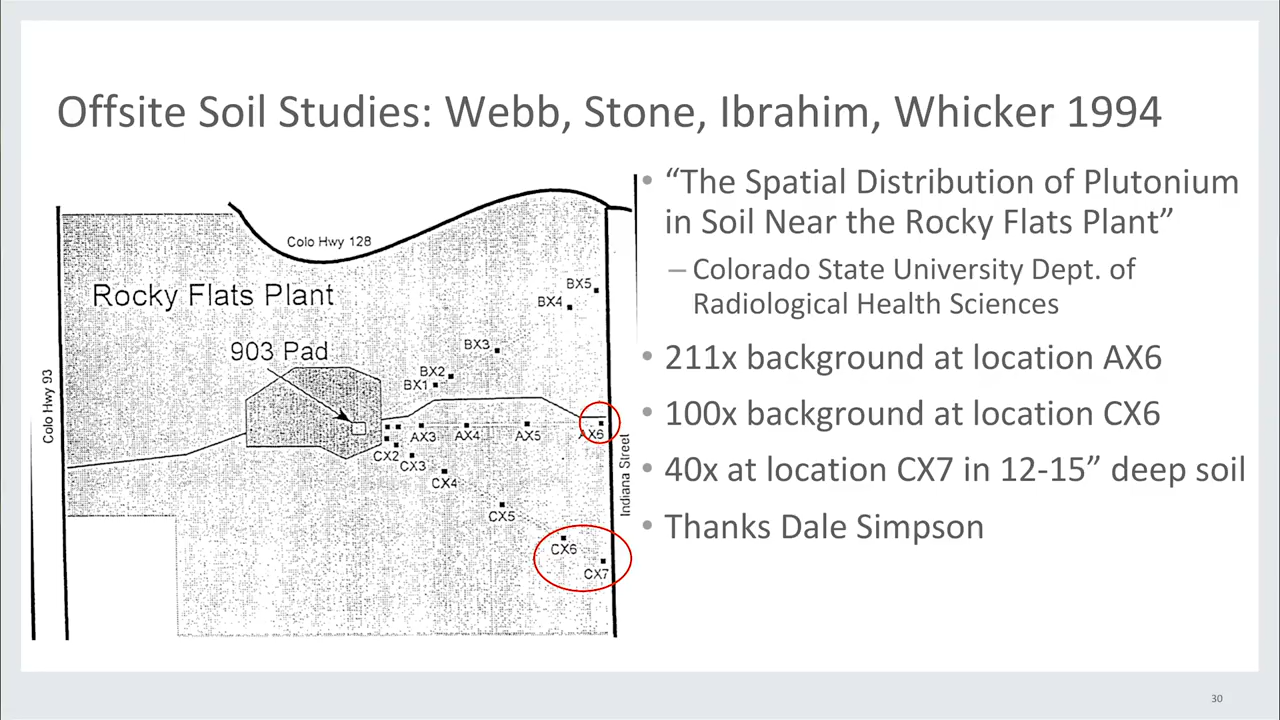 Offsite Soil Studies: Webb, Stone, Ibrahim, Whicker 1994
• “The Spatial Distribution of Plutonium
in Soil Near the Rocky Flats Plant”
– Colorado State University Dept. of
Radiological Health Sciences
• 211x background at location AX6
• 100x background at location CX6
• 40x at location CX7 in 12-15” deep soil
• Thanks Dale Simpson
Colo Hwy 128
Rocky Flats Plant
903 Pad
Colo Hwy 93
BX5
BX4
BX3
BX2
BX1
AX3
AX4
AX5
AX6
CX2
CX3
CX4
CX5
CX6
CX7
Indiana Street
30